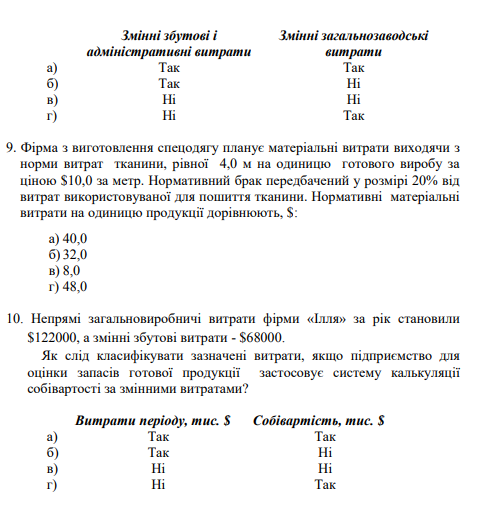 Змінні збутові і Змінні загальнозаводські
адміністративні витрати витрати
а) Так Так
б) Так Ні
в) Ні Ні
г) Ні Так
9. Фірма з виготовлення спецодягу планує матеріальні витрати виходячи з
норми витрат тканини, рівної 4,0 м на одиницю готового виробу за
ціною $10,0 за метр. Нормативний брак передбачений у розмірі 20% від
витрат використовуваної для пошиття тканини. Нормативні матеріальні
витрати на одиницю продукції дорівнюють, $:
а) 40,0
б) 32,0
в) 8,0
г) 48,0
10. Непрямі загальновиробничі витрати фірми «Ілля» за рік становили
$122000, а змінні збутові витрати - $68000.
Як слід класифікувати зазначені витрати, якщо підприємство для
оцінки запасів готової продукції застосовує систему калькуляції
собівартості за змінними витратами?
Витрати періоду, тис. $ Собівартість, тис. $
а) Так Так
б) Так Ні
в) Ні Ні
г) Ні Так